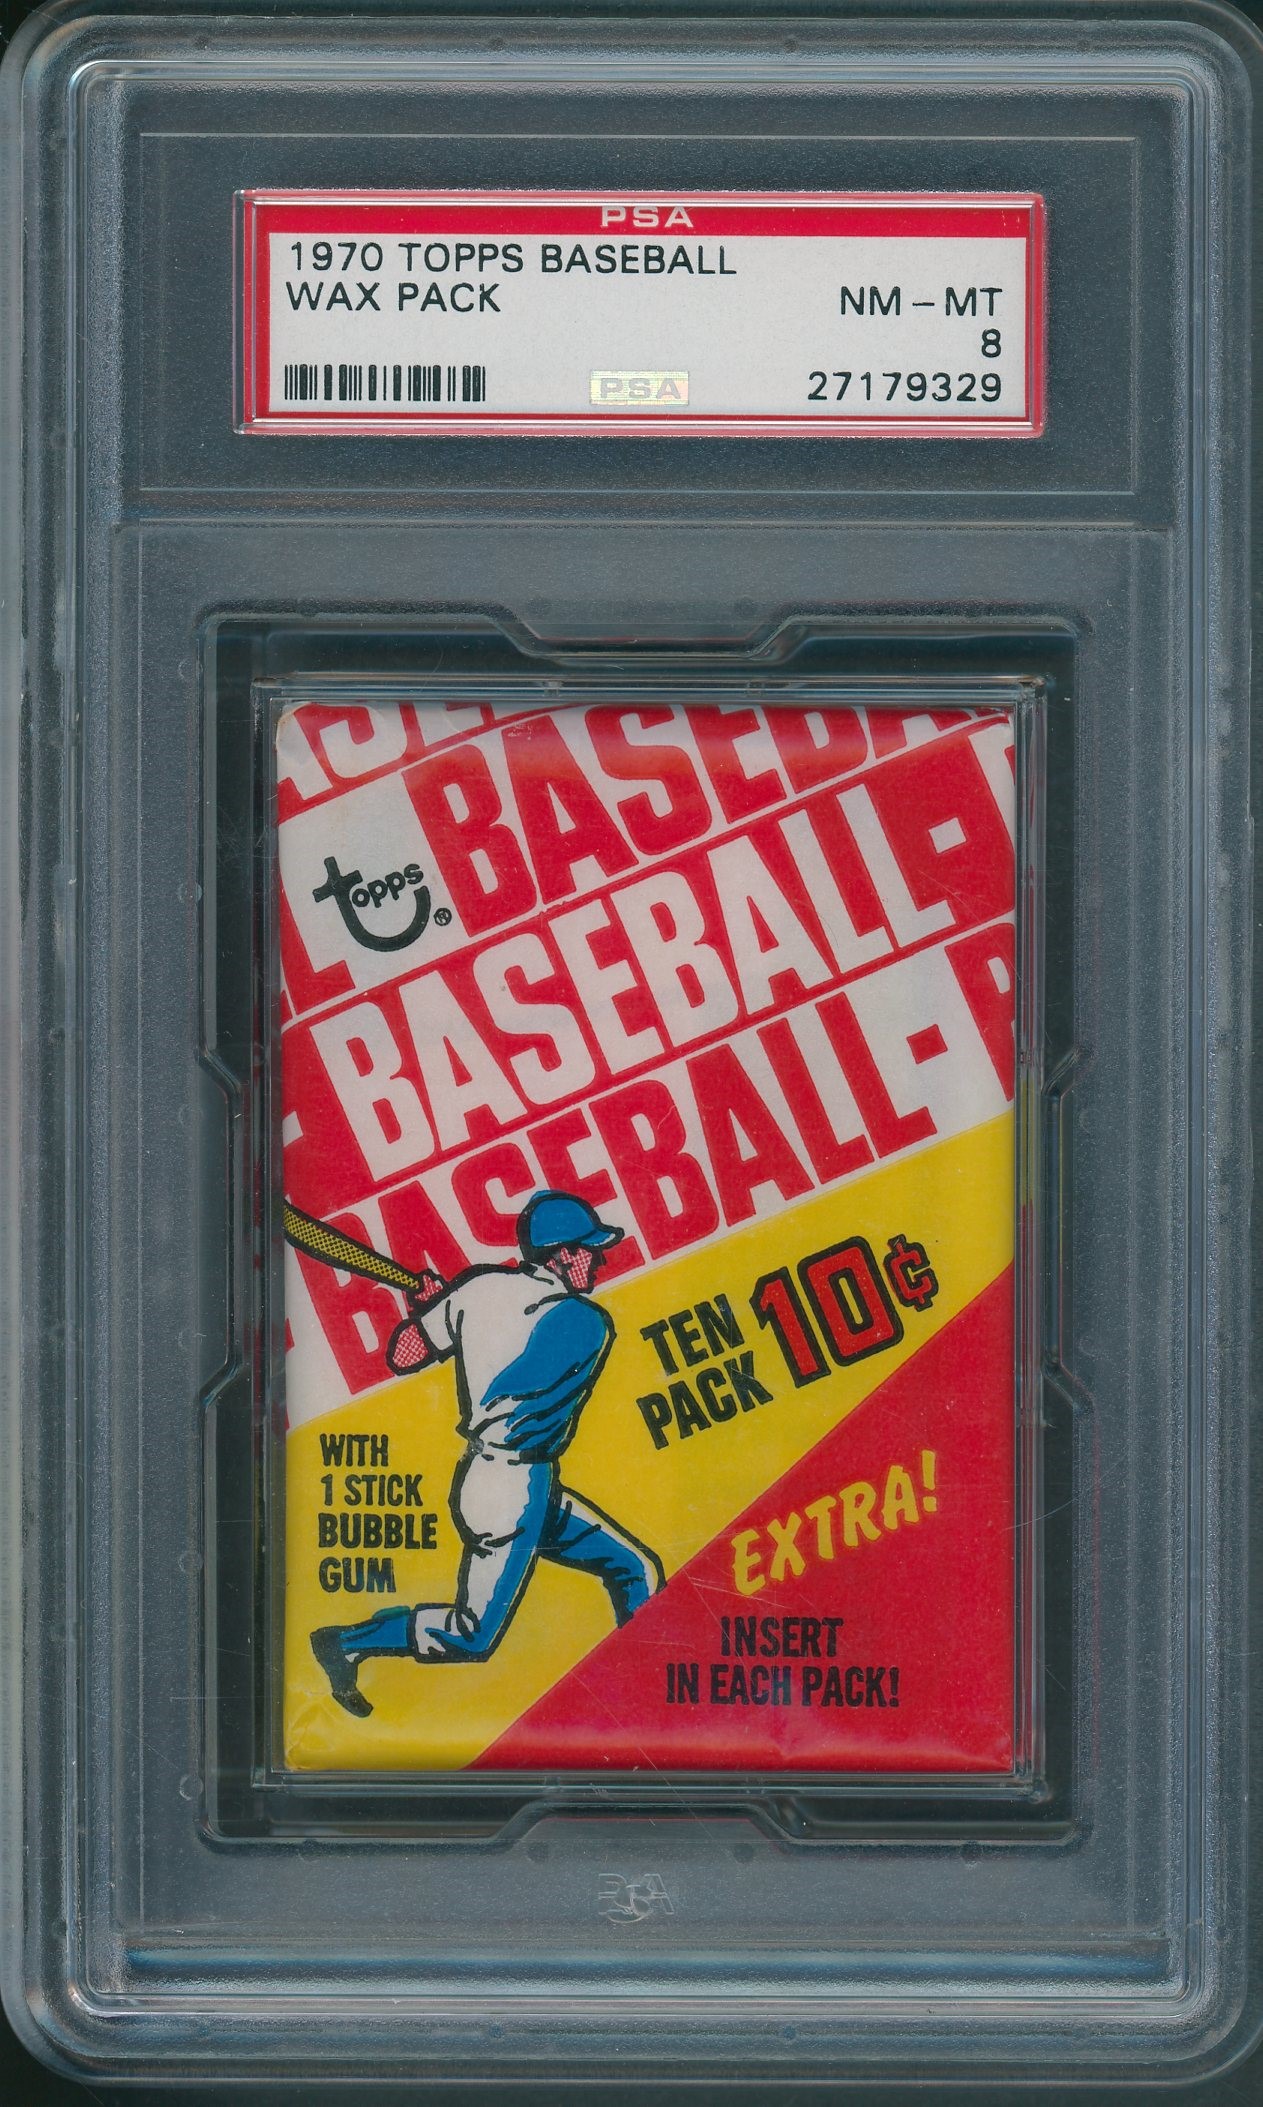 PSA
1970 TOPPS BASEBALL
WAX PACK
NM - MT
8
PSA
27179329
BASEBALL
topps®
BASEBALL
BASEBALL
TEN
PACK
10¢
WITH
1 STICK
BUBBLE
GUM
EXTRA!
INSERT
IN EACH PACK!
PSA